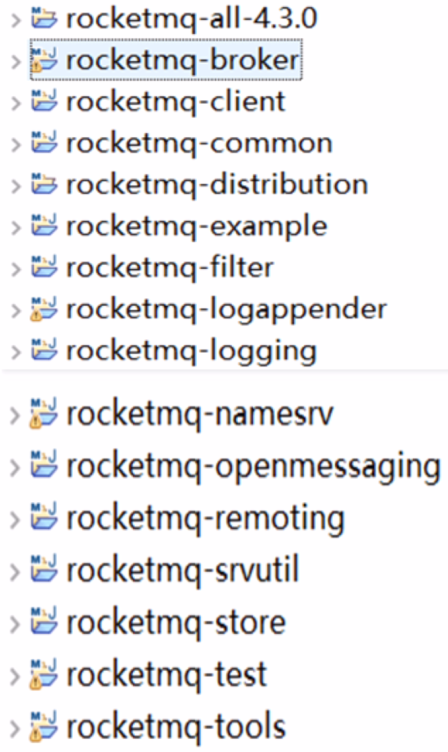 rocketmq-all-4.3.0
rocketmq-broker
rocketmq-client
rocketmq-common
rocketmq-distribution
rocketmq-example
rocketmq-filter
rocketmq-logappender
rocketmq-logging
rocketmq-namesrv
rocketmq-openmessaging
rocketmq-remoting
rocketmq-srvutil
rocketmq-store
rocketmq-test
rocketmq-tools